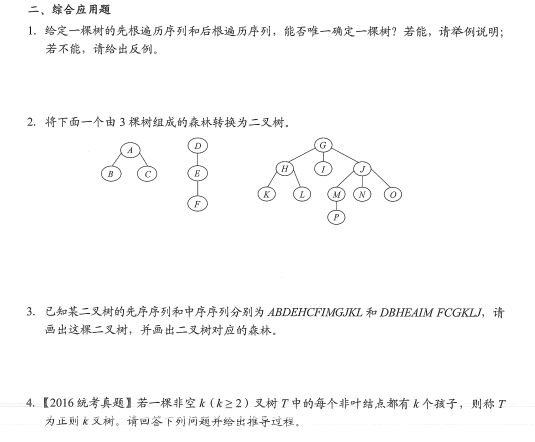 二、综合应用题
1. 给定一棵树的先根遍历序列和后根遍历序列，能否唯一确定一棵树？若能，请举例说明；
若不能，请给出反例。
2. 将下面一个由 3 棵树组成的森林转换为二叉树。
A D G
B C E H I J
F K L M N O
P
3. 已知某二叉树的先序序列和中序序列分别为 ABDEHCFIMGJKL 和 DBHEAIM FCGKLJ，请
画出这棵二叉树，并画出二叉树对应的森林。
4. 【2016 统考真题】若一棵非空 k（k≥2）叉树 T 中的每个非叶结点都有 k 个孩子，则称 T
为正则 k 叉树。请回答下列问题并给出推导过程。